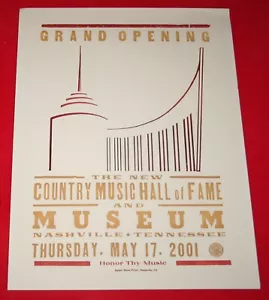 GRAND OPENING
THE NEW
COUNTRY MUSIC HALL of FAME
AND
MUSEUM
NASHVILLE • TENNESSEE
THURSDAY, MAY 17, 2001
Honor Thy Music